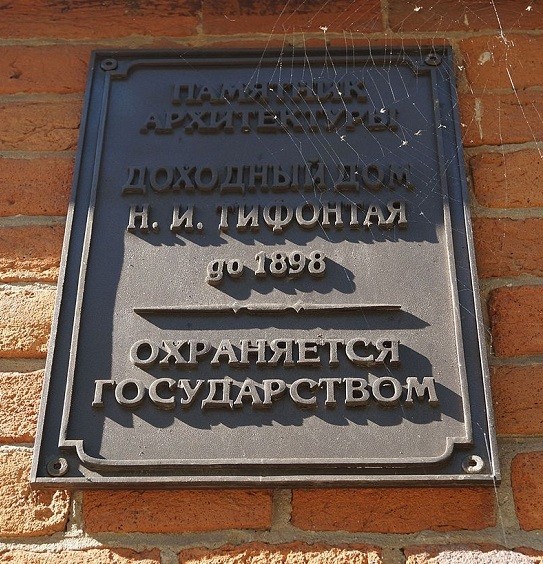 ПАМЯТНИК
АРХИТЕКТУРЫ
ДОХОДНЫЙ ДОМ
Н. И. ТИФОНТАЯ
до 1898
ОХРАНЯЕТСЯ
ГОСУДАРСТВОМ